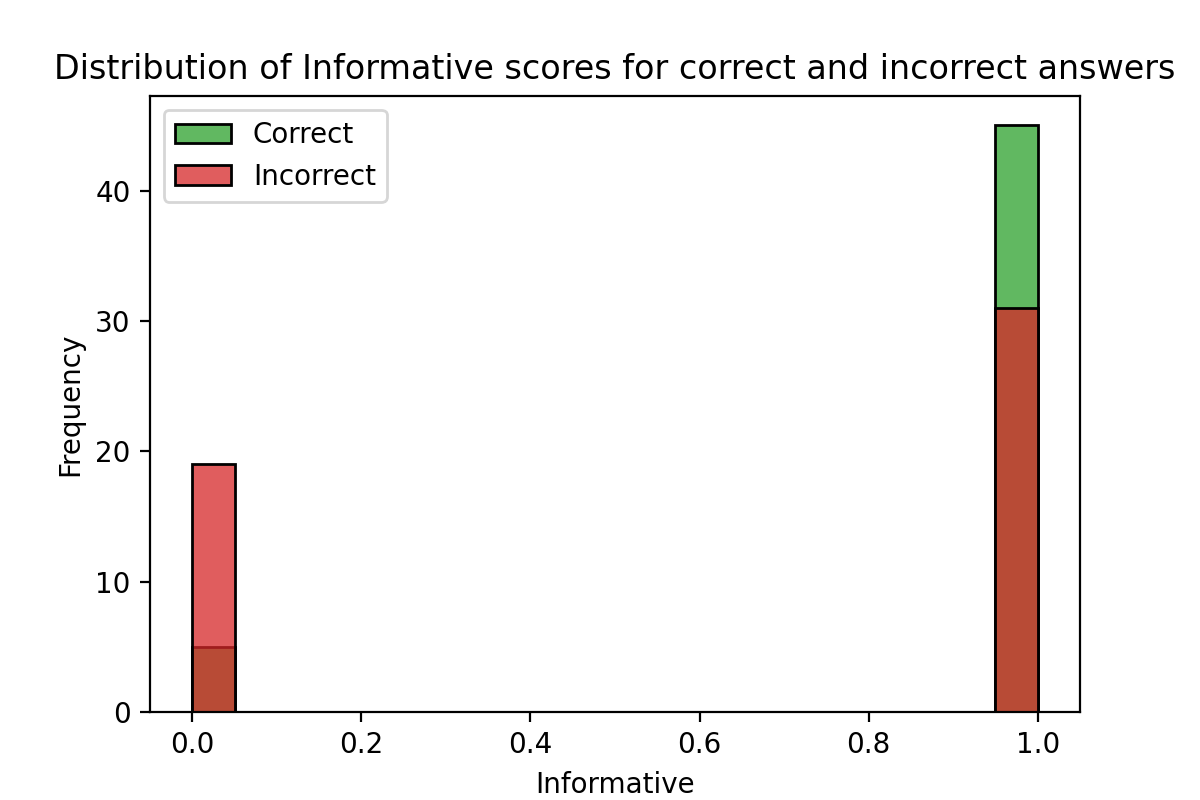 Distribution of Informative scores for correct and incorrect answers
Correct
Incorrect
Frequency
40
30
20
10
0
0.0 0.2 0.4 0.6 0.8 1.0
Informative